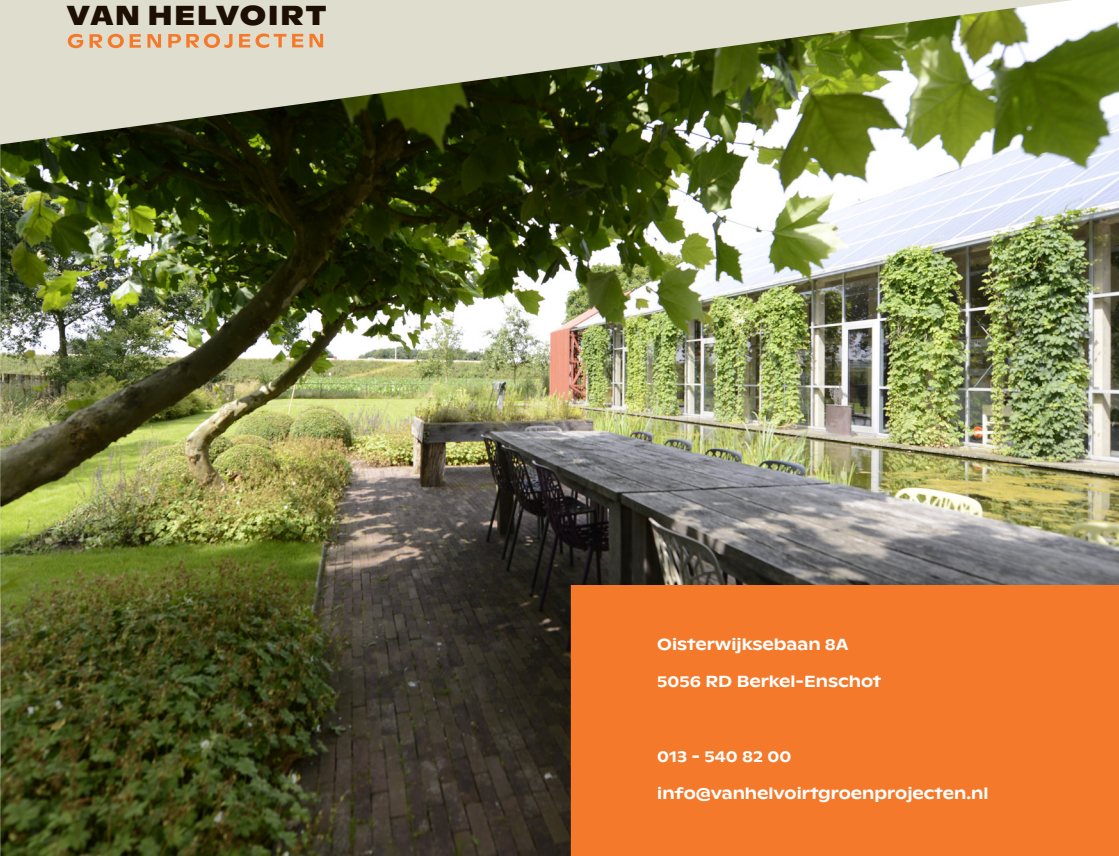 VAN HELVOIRT
GROENPROJECTEN
Oisterwijksebaan 8A
5056 RD Berkel-Enschot
013 - 540 82 00
info@vanhelvoirtgroenprojecten.nl